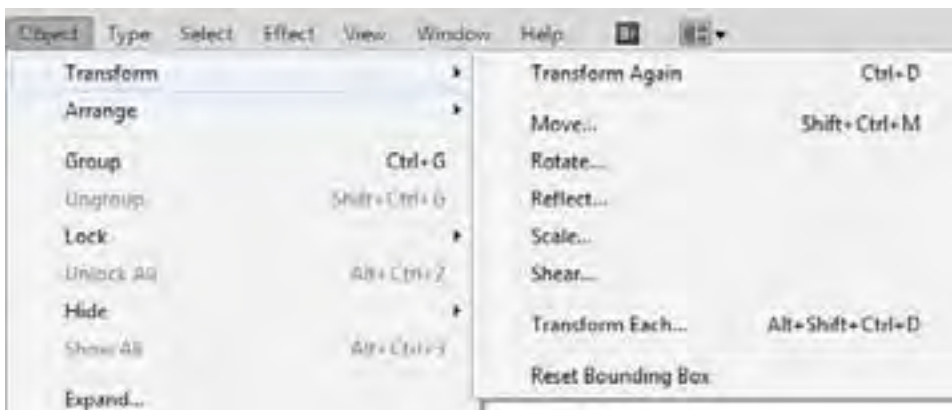 Object Type Select Effect View Window Help Br
Transform
Arrange
Group Ctrl+G
Ungroup Shift+Ctrl+G
Lock
Unlock All Alt+Ctrl+2
Hide
Show All Alt+Ctrl+3
Expand...
Transform Again Ctrl+D
Move... Shift+Ctrl+M
Rotate...
Reflect...
Scale...
Shear...
Transform Each... Alt+Shift+Ctrl+D
Reset Bounding Box